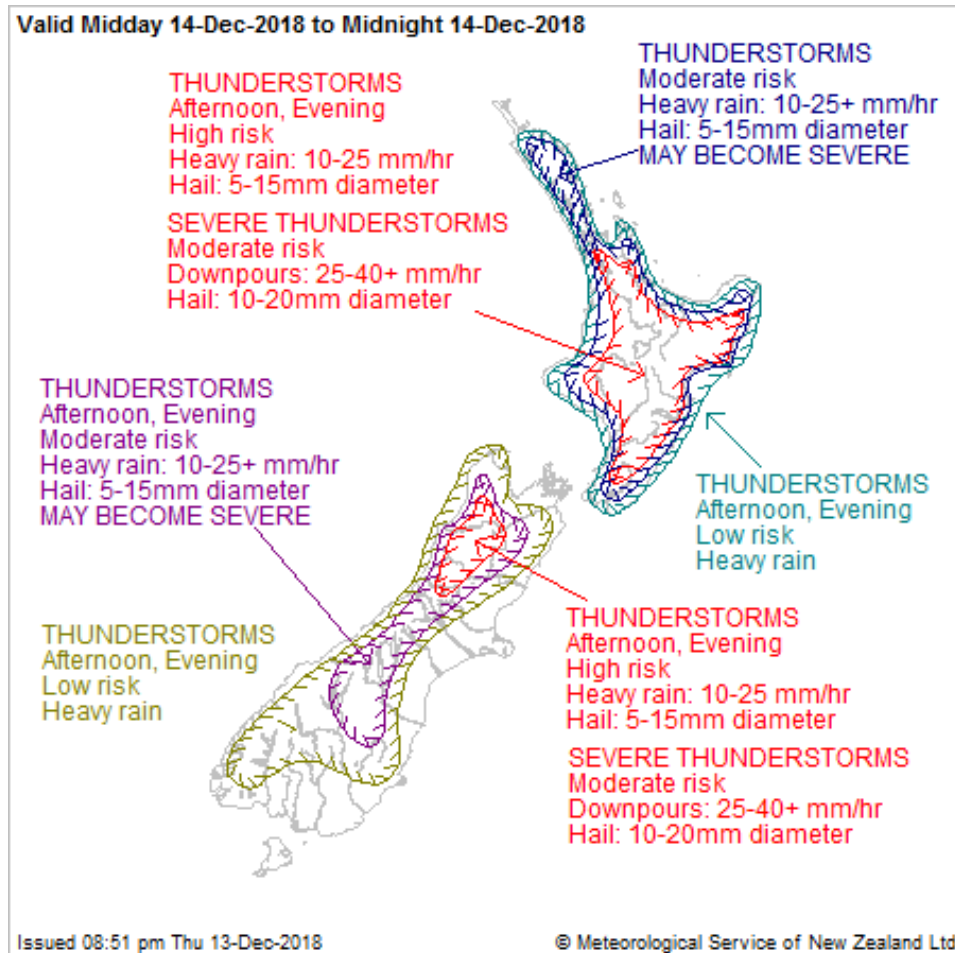 Valid Midday 14-Dec-2018 to Midnight 14-Dec-2018
THUNDERSTORMS
Afternoon, Evening
High risk
Heavy rain: 10-25 mm/hr
Hail: 5-15mm diameter
SEVERE THUNDERSTORMS
Moderate risk
Downpours: 25-40+ mm/hr
Hail: 10-20mm diameter
THUNDERSTORMS
Moderate risk
Heavy rain: 10-25+ mm/hr
Hail: 5-15mm diameter
MAY BECOME SEVERE
THUNDERSTORMS
Afternoon, Evening
Moderate risk
Heavy rain: 10-25+ mm/hr
Hail: 5-15mm diameter
MAY BECOME SEVERE
THUNDERSTORMS
Afternoon, Evening
Low risk
Heavy rain
THUNDERSTORMS
Afternoon, Evening
Low risk
Heavy rain
THUNDERSTORMS
Afternoon, Evening
High risk
Heavy rain: 10-25 mm/hr
Hail: 5-15mm diameter
SEVERE THUNDERSTORMS
Moderate risk
Downpours: 25-40+ mm/hr
Hail: 10-20mm diameter
Issued 08:51 pm Thu 13-Dec-2018
© Meteorological Service of New Zealand Ltd